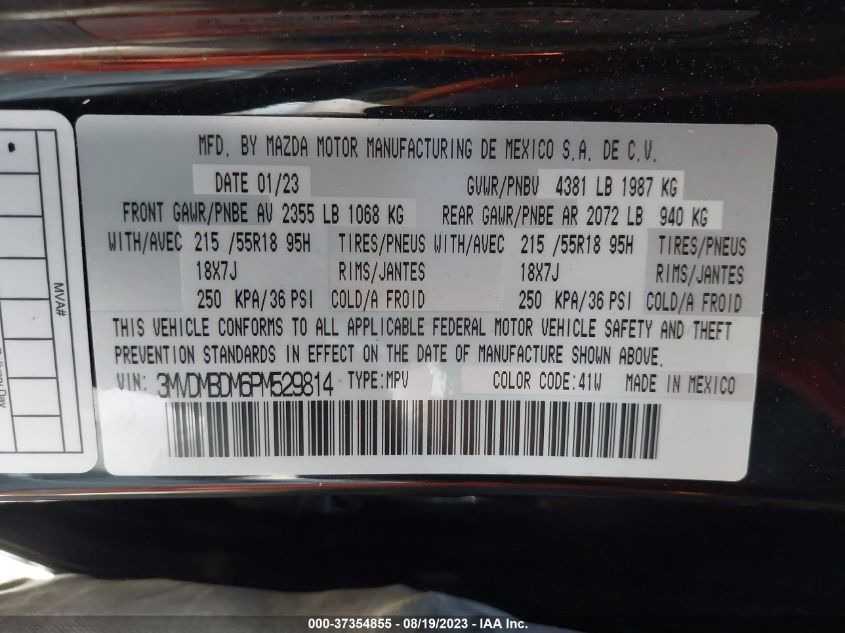 MFD. BY MAZDA MOTOR MANUFACTURING DE MEXICO S.A. DE C.V.
DATE 01/23 GVWR/PNBV 4381 LB 1987 KG
FRONT GAWR/PNBE AV 2355 LB 1068 KG REAR GAWR/PNBE AR 2072 LB 940 KG
WITH/AVEC 215 /55R18 95H TIRES/PNEUS WITH/AVEC 215 /55R18 95H TIRES/PNEUS
18X7J RIMS/JANTES 18X7J RIMS/JANTES
250 KPA/36 PSI COLD/A FROID 250 KPA/36 PSI COLD/A FROID
THIS VEHICLE CONFORMS TO ALL APPLICABLE FEDERAL MOTOR VEHICLE SAFETY AND THEFT
PREVENTION STANDARDS IN EFFECT ON THE DATE OF MANUFACTURE SHOWN ABOVE.
VIN: 3MVDMBDM6PM529814 TYPE:MPV COLOR CODE:41W MADE IN MEXICO
MVA#
000-37354855 - 08/19/2023 - IAA Inc.